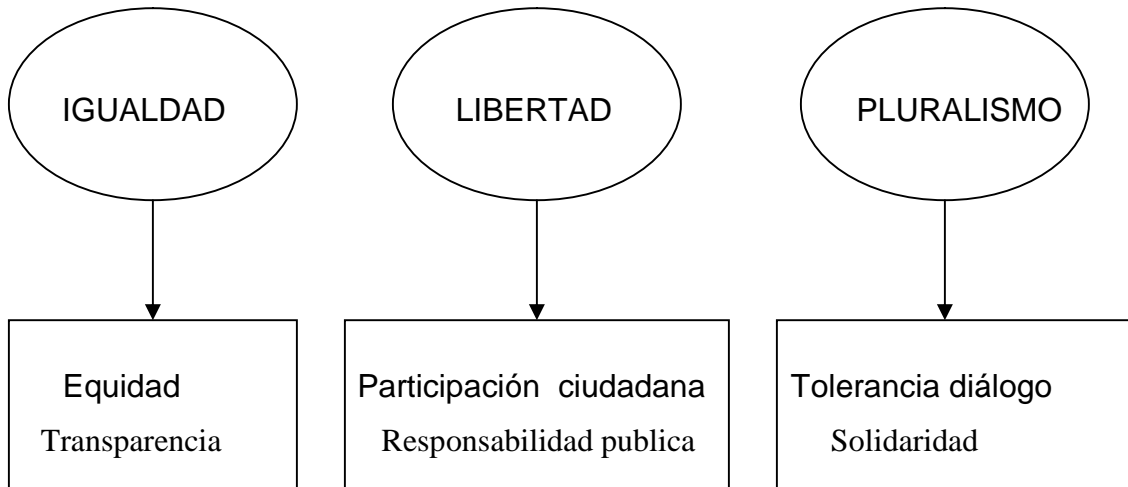 IGUALDAD
LIBERTAD
PLURALISMO
Equidad
Transparencia
Participación ciudadana
Responsabilidad publica
Tolerancia diálogo
Solidaridad